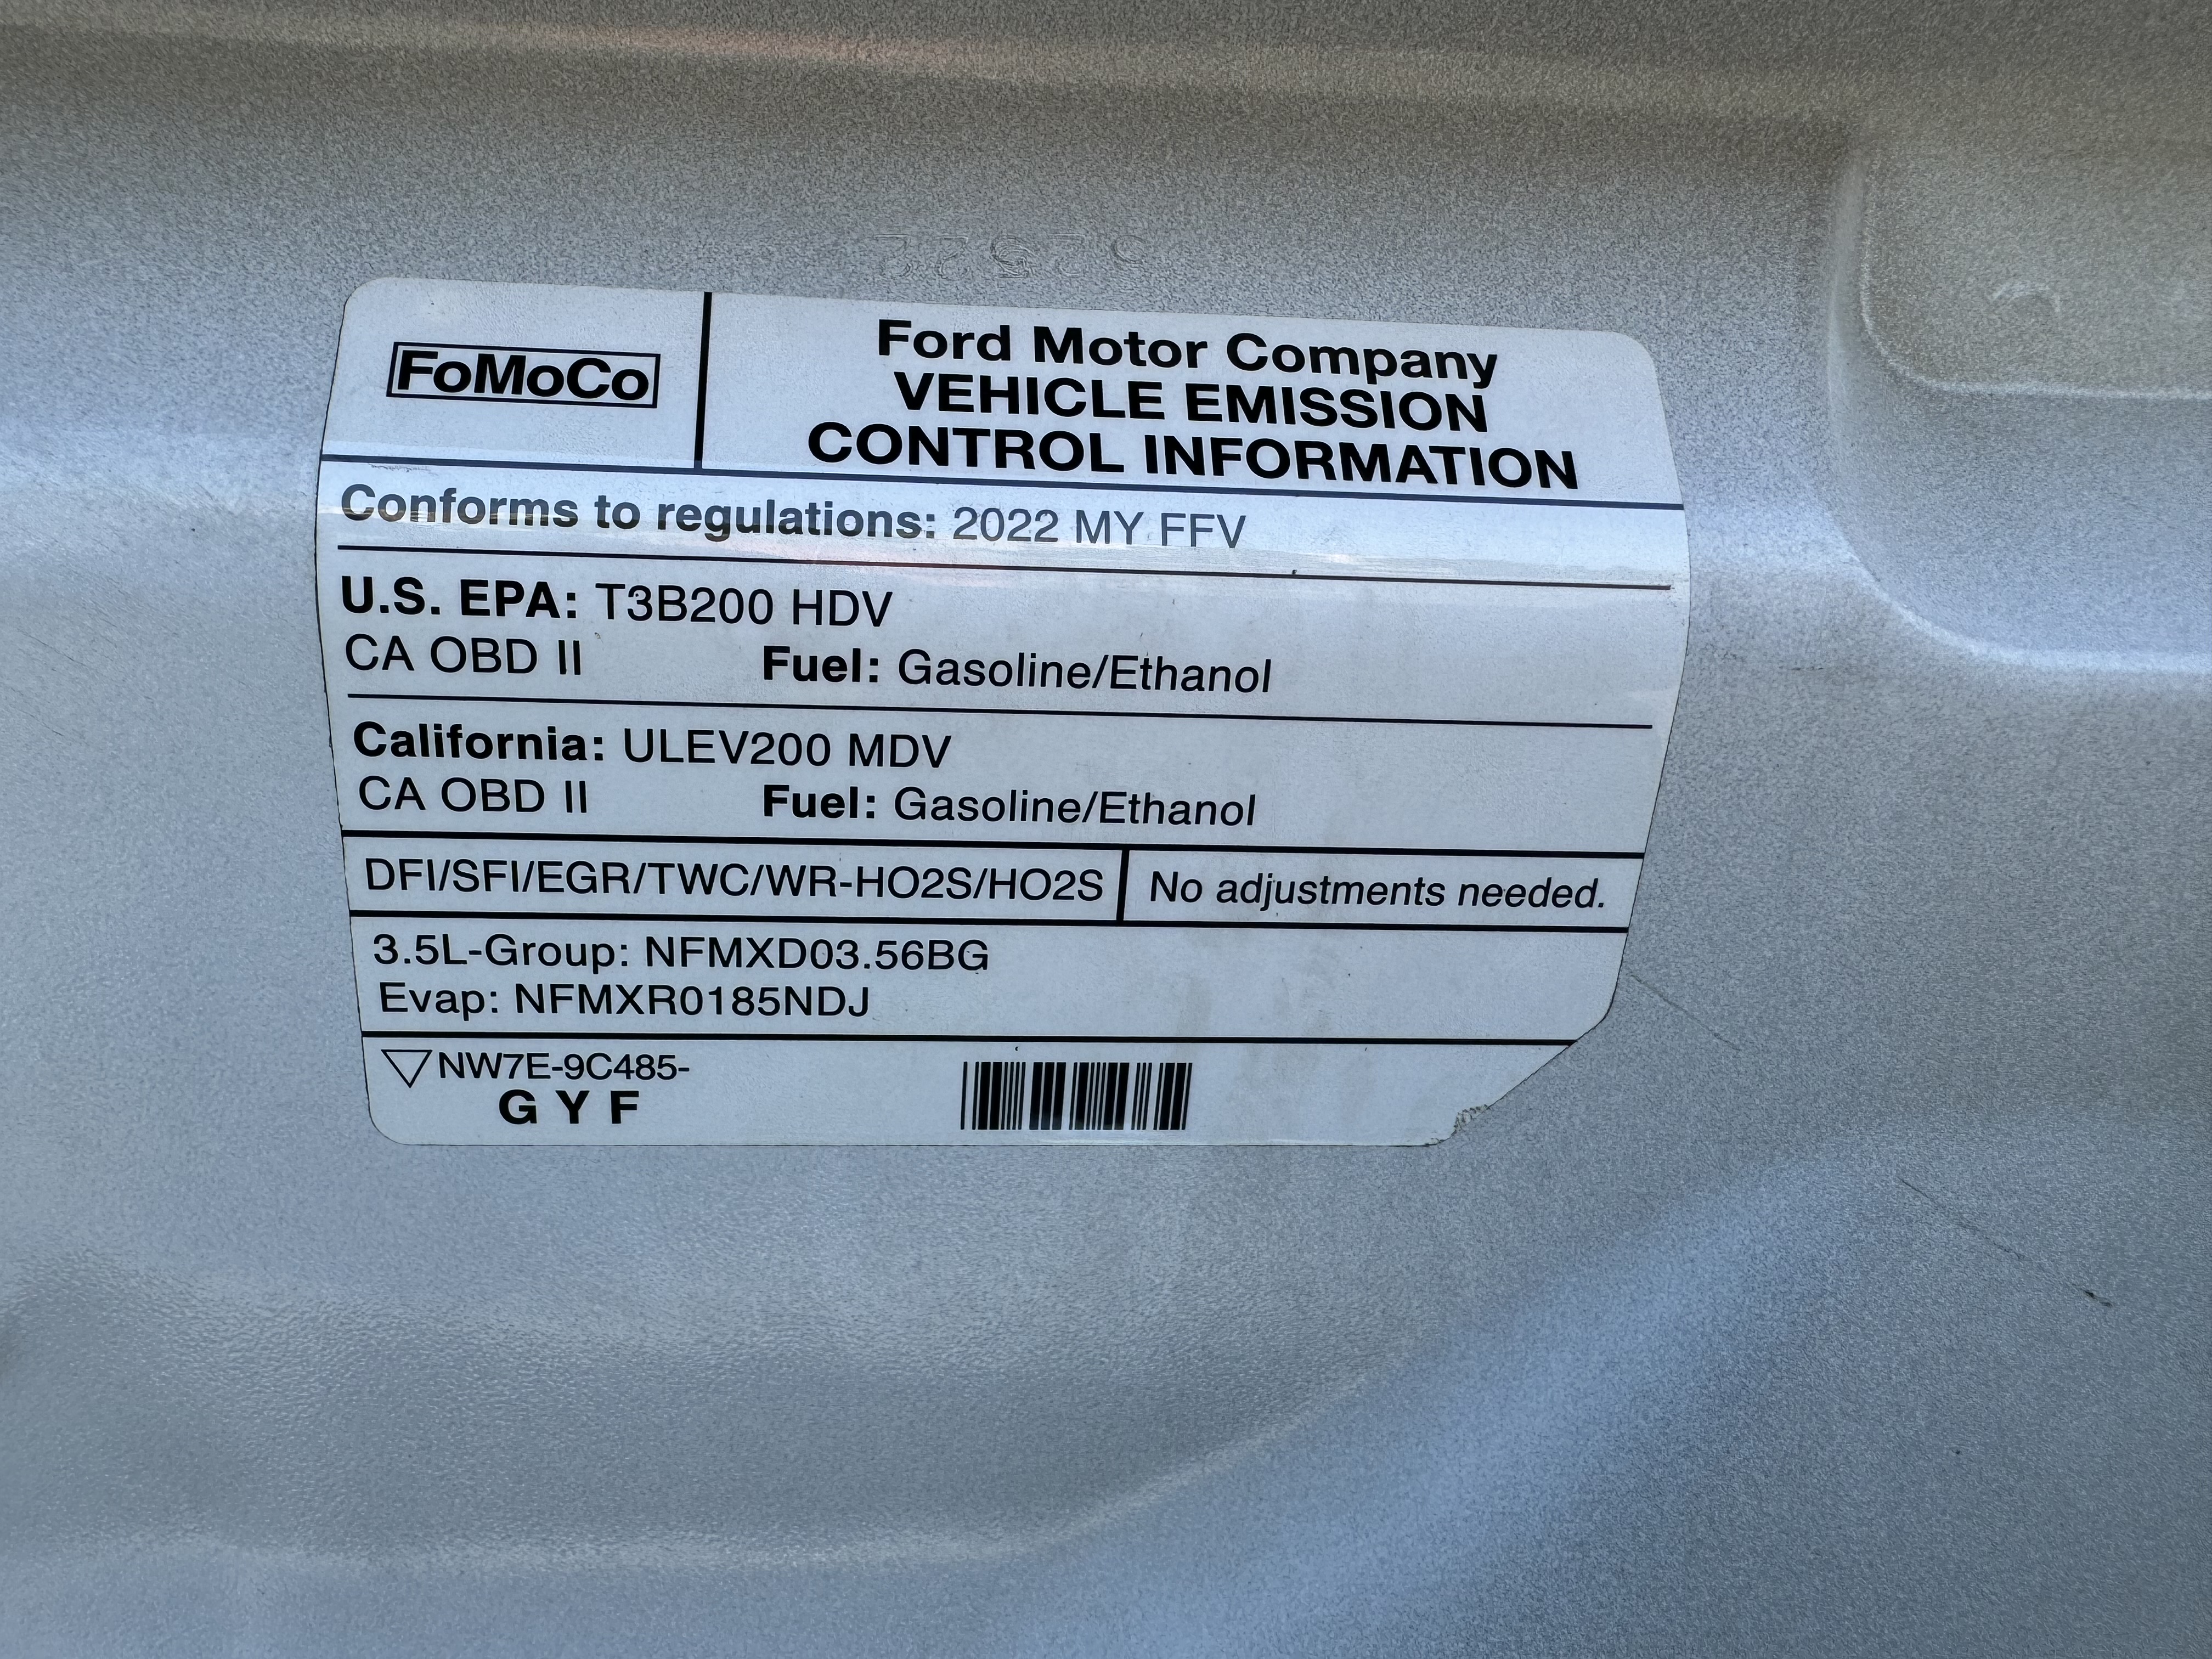 FoMoCo
Ford Motor Company
VEHICLE EMISSION
CONTROL INFORMATION
Conforms to regulations: 2022 MY FFV
U.S. EPA: T3B200 HDV
CA OBD II Fuel: Gasoline/Ethanol
California: ULEV200 MDV
CA OBD II Fuel: Gasoline/Ethanol
DFI/SFI/EGR/TWC/WR-HO2S/HO2S No adjustments needed.
3.5L-Group: NFMXD03.56BG
Evap: NFMXR0185NDJ
NW7E-9C485-
G Y F